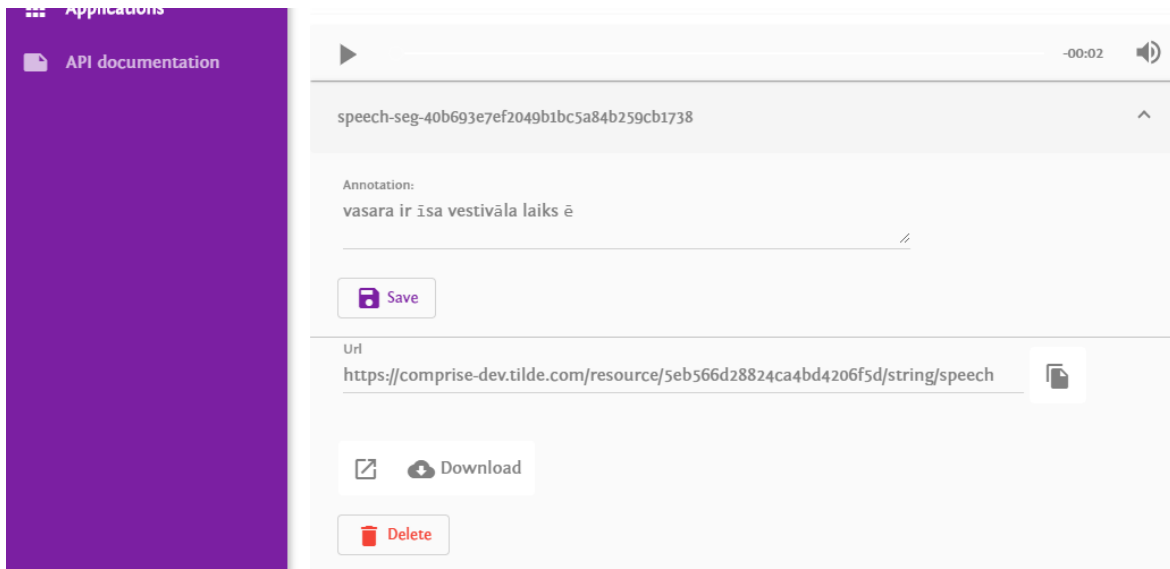 Applications
API documentation
-00:02
speech-seg-40b693e7ef2049b1bc5a84b259cb1738
Annotation:
vasara ir īsa vestivāla laiks ē
Save
Url
https://comprise-dev.tilde.com/resource/5eb566d28824ca4bd4206f5d/string/speech
Download
Delete